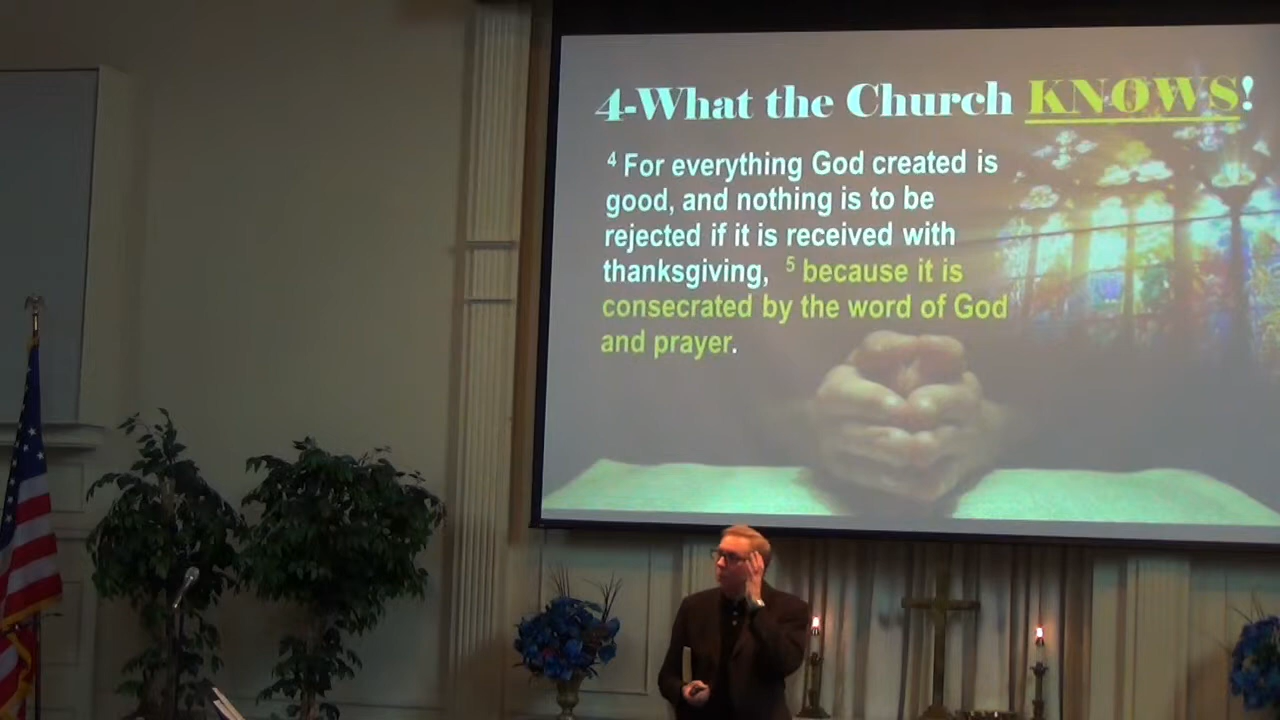 4-What the Church KNOWS!
4 For everything God created is
good, and nothing is to be
rejected if it is received with
thanksgiving, 5 because it is
consecrated by the word of God
and prayer.